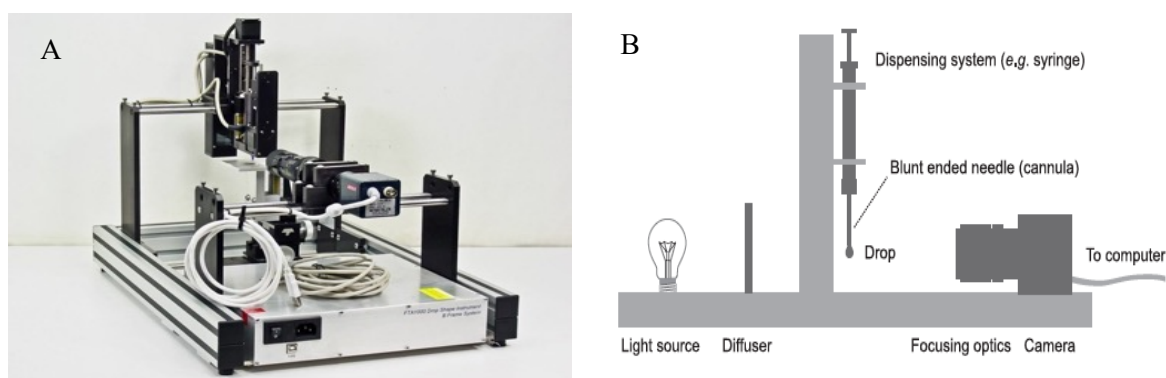 A
FTA1000 Drop Shape Instrument
B Frame System
B
Dispensing system (e.g. syringe)
Blunt ended needle (cannula)
Drop
To computer
Light source
Diffuser
Focusing optics
Camera